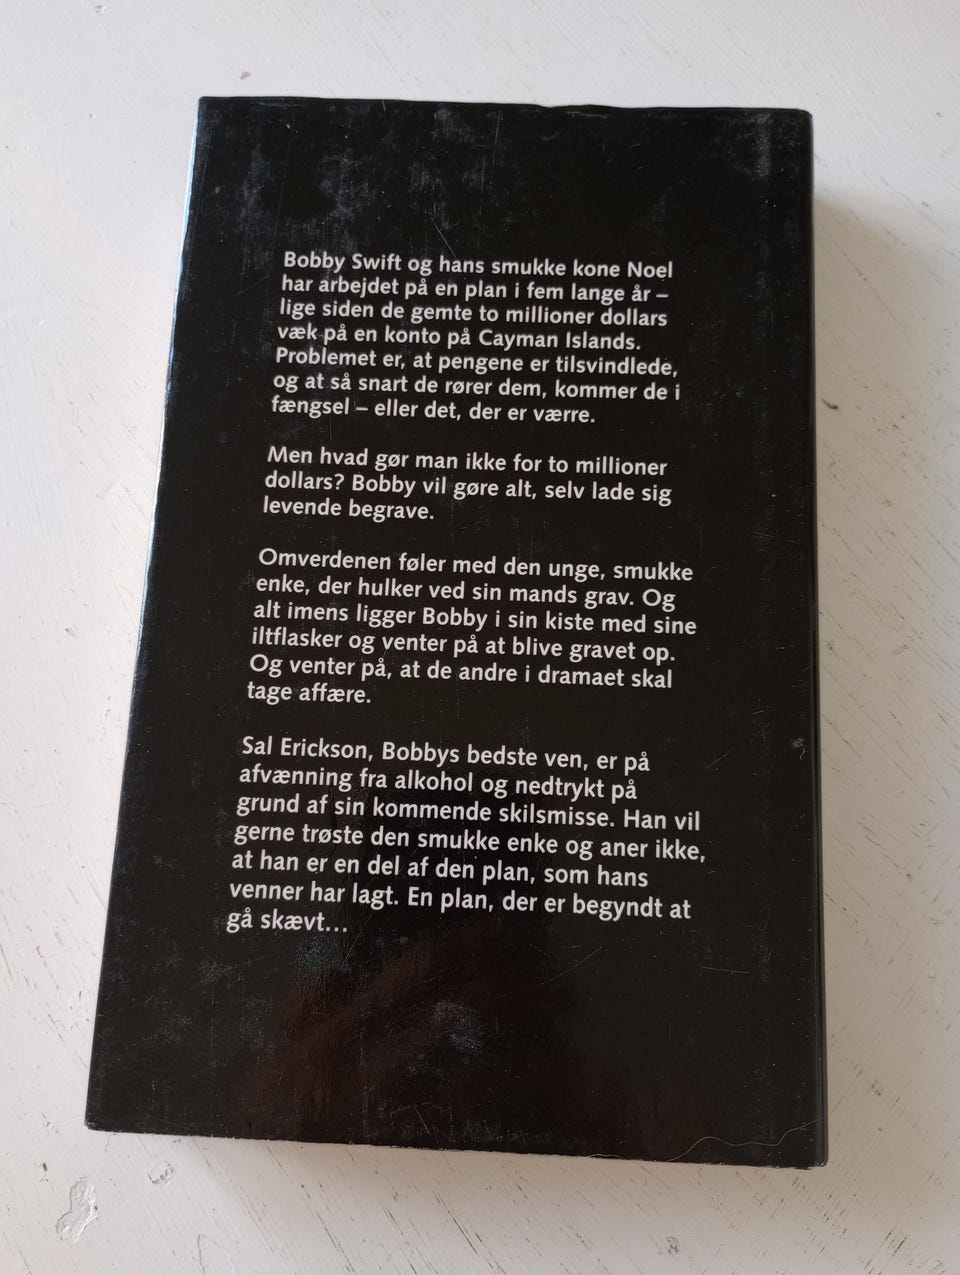 Bobby Swift og hans smukke kone Noel
har arbejdet på en plan i fem lange år –
lige siden de gemte to millioner dollars
væk på en konto på Cayman Islands.
Problemet er, at pengene er tilsvindlede,
og at så snart de rører dem, kommer de i
fængsel – eller det, der er værre.
Men hvad gør man ikke for to millioner
dollars? Bobby vil gøre alt, selv lade sig
levende begrave.
Omverdenen føler med den unge, smukke
enke, der hulker ved sin mands grav. Og
alt imens ligger Bobby i sin kiste med sine
iltflasker og venter på at blive gravet op.
Og venter på, at de andre i dramaet skal
tage affære.
Sal Erickson, Bobbys bedste ven, er på
afvænning fra alkohol og nedtrykt på
grund af sin kommende skilsmisse. Han vil
gerne trøste den smukke enke og aner ikke,
at han er en del af den plan, som hans
venner har lagt. En plan, der er begyndt at
gå skævt...